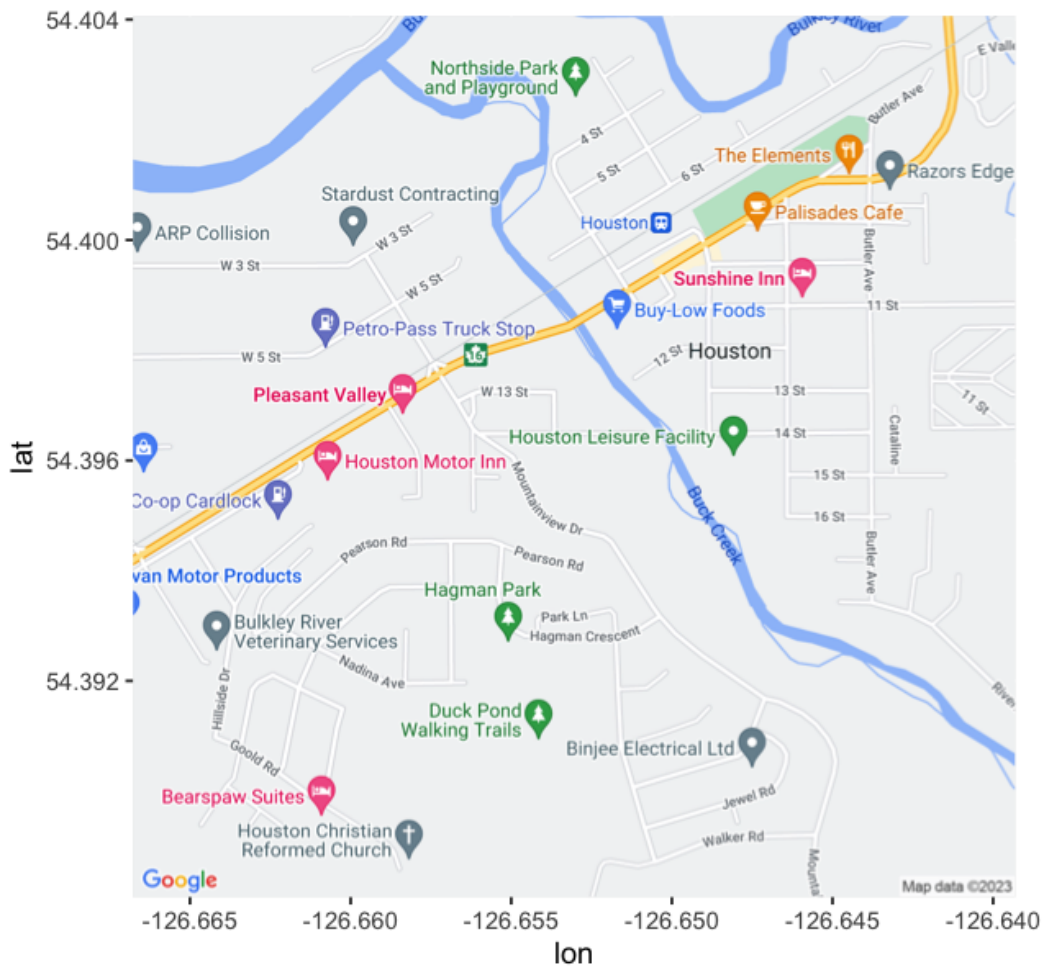 54.404
54.400
54.396
54.392
lat
Bulkley River
E Vall
Northside Park
and Playground
Butler Ave
4 St
5 St
6 St
The Elements
Razors Edge
Stardust Contracting
Houston
Palisades Cafe
ARP Collision
W 3 St
W 3 St
Butler Ave
W 5 St
Sunshine Inn
Buy-Low Foods
11 St
Petro-Pass Truck Stop
W 5 St
16
12 St
Houston
Pleasant Valley
W 13 St
13 St
11 St
Houston Leisure Facility
14 St
Cataline
Houston Motor Inn
Mountainview Dr
15 St
Co-op Cardlock
16 St
Buck Creek
Pearson Rd
Pearson Rd
Butler Ave
wan Motor Products
Hagman Park
Park Ln
Hagman Crescent
Bulkley River
Veterinary Services
Nadina Ave
Hillside Dr
River
Duck Pond
Walking Trails
Binjee Electrical Ltd
Goold Rd
Bearspaw Suites
Jewel Rd
Houston Christian
Reformed Church
Walker Rd
Mounta
Google
Map data ©2023
-126.665
-126.660
-126.655
-126.650
-126.645
-126.640
lon